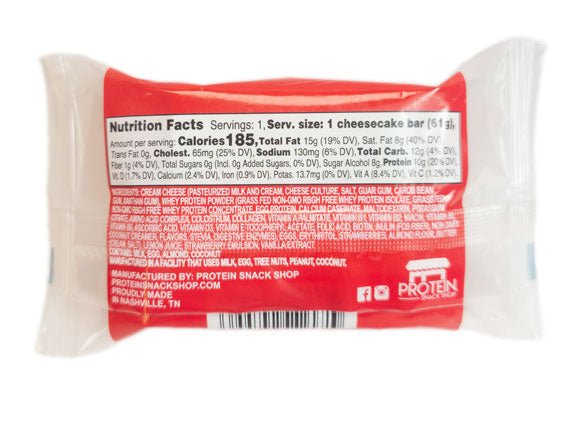 Nutrition Facts Servings: 1, Serv. size: 1 cheesecake bar (61g),
Amount per serving: Calories 185, Total Fat 15g (19% DV), Sat. Fat 8g (40% DV),
Trans Fat 0g, Cholest. 65mg (25% DV), Sodium 130mg (6% DV), Total Carb. 12g (4% DV),
Fiber 1g (4% DV), Total Sugars 0g (Incl. 0g Added Sugars, 0% DV), Sugar Alcohol 8g, Protein 10g (20% DV),
Vit. D (1.7% DV), Calcium (2.4% DV), Iron (0.9% DV), Potas. 13.7mg (0% DV), Vit A (8.4% DV), Vit C (1.2% DV).
INGREDIENTS: CREAM CHEESE (PASTEURIZED MILK AND CREAM, CHEESE CULTURE, SALT, GUAR GUM, CAROB BEAN
GUM, XANTHAN GUM), WHEY PROTEIN POWDER (GRASS FED NON-GMO RBGH FREE WHEY PROTEIN ISOLATE, GRASS FED
NON-GMO RBGH FREE WHEY PROTEIN CONCENTRATE, EGG PROTEIN, CALCIUM CASEINATE,
AMINO ACID COMPLEX, COLOSTRUM, COLLAGEN, VITAMIN A PALMITATE, VITAMIN B1, VITAMIN B2, NIACIN, VITAMIN
ASCORBIC VITAMIN D3, VITAMIN E TOCOPHERYL ACETATE, FOLIC ACID, BIOTIN, INULIN (FOS) FIBER, NON DAIRY
COCONUT CREAMER, FLAVORS, STEVIA, DIGESTIVE ENZYMES), EGGS, ERYTHRITOL, STRAWBERRIES, ALMOND FLOUR, BUTTER,
CREAM, SALT, LEMON JUICE, STRAWBERRY EMULSION, VANILLA EXTRACT.
CONTAINS: MILK, EGG, ALMOND, COCONUT
MANUFACTURED IN A FACILITY THAT USES MILK, EGG, TREE NUTS, PEANUT, COCONUT.
MANUFACTURED BY: PROTEIN SNACK SHOP
PROTEINSNACKSHOP.COM
PROUDLY MADE
IN NASHVILLE, TN
PROTEIN
SNACK SHOP